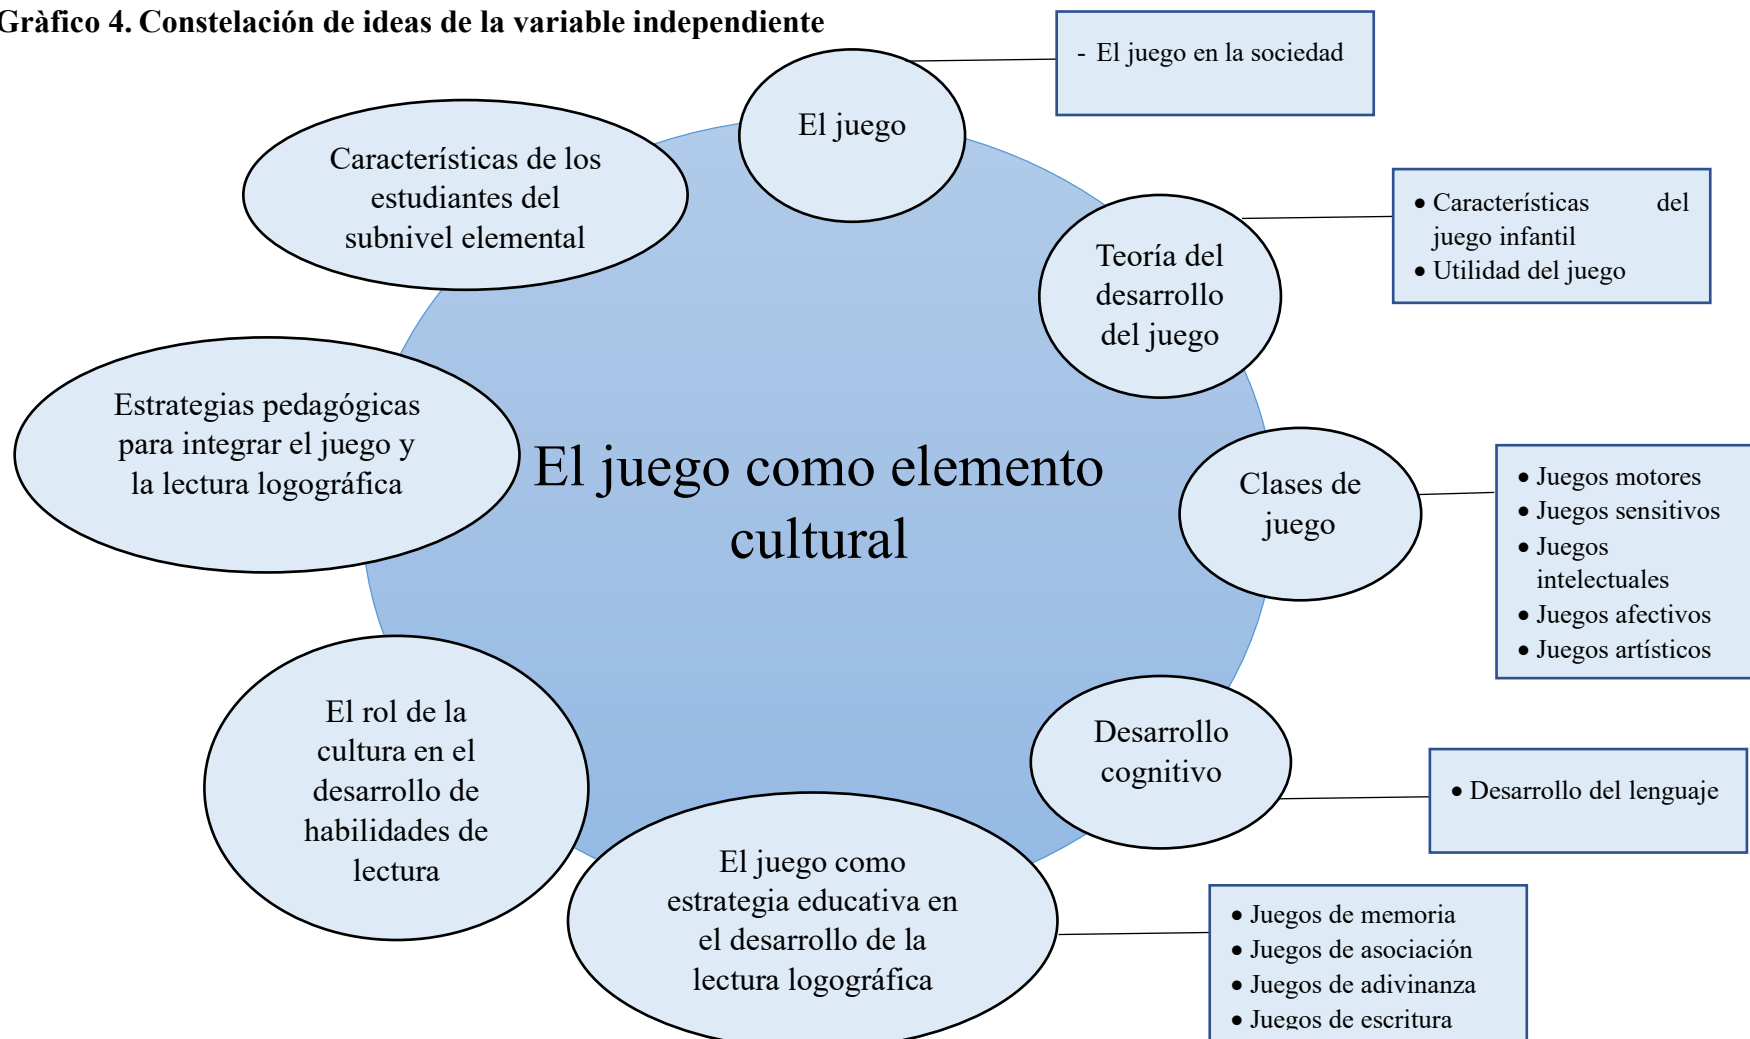 Gràfico 4. Constelación de ideas de la variable independiente
El juego
- El juego en la sociedad
Teoría del
desarrollo
del juego
• Características del
juego infantil
• Utilidad del juego
Clases de
juego
• Juegos motores
• Juegos sensitivos
• Juegos
intelectuales
• Juegos afectivos
• Juegos artísticos
Desarrollo
cognitivo
• Desarrollo del lenguaje
El juego como
estrategia educativa en
el desarrollo de la
lectura logográfica
• Juegos de memoria
• Juegos de asociación
• Juegos de adivinanza
• Juegos de escritura
El rol de la
cultura en el
desarrollo de
habilidades de
lectura
Estrategias pedagógicas
para integrar el juego y
la lectura logográfica
Características de los
estudiantes del
subnivel elemental
El juego como elemento
cultural